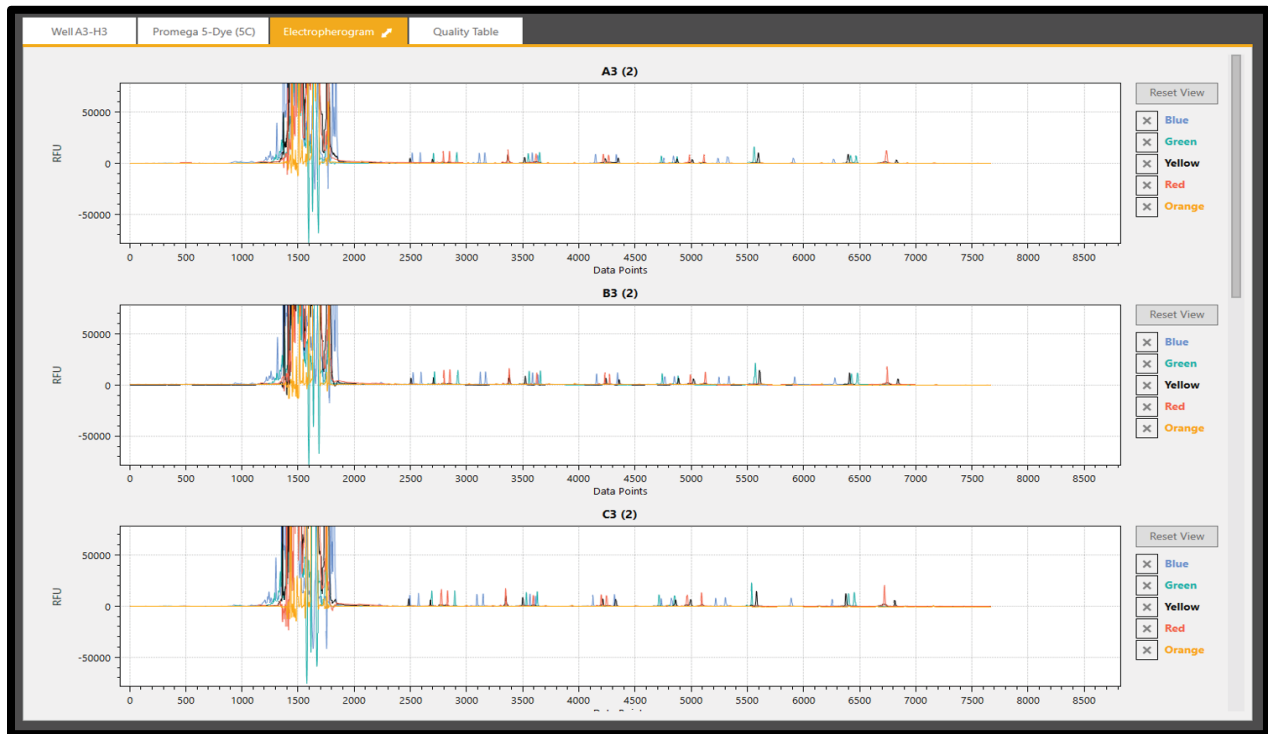 Well A3-H3 Promega 5-Dye (5C) Electropherogram Quality Table
A3 (2)
Reset View
50000
0
-50000
RFU
Blue
Green
Yellow
Red
Orange
0 500 1000 1500 2000 2500 3000 3500 4000 4500 5000 5500 6000 6500 7000 7500 8000 8500
Data Points
B3 (2)
Reset View
50000
0
-50000
RFU
Blue
Green
Yellow
Red
Orange
0 500 1000 1500 2000 2500 3000 3500 4000 4500 5000 5500 6000 6500 7000 7500 8000 8500
Data Points
C3 (2)
Reset View
50000
0
-50000
RFU
Blue
Green
Yellow
Red
Orange
0 500 1000 1500 2000 2500 3000 3500 4000 4500 5000 5500 6000 6500 7000 7500 8000 8500